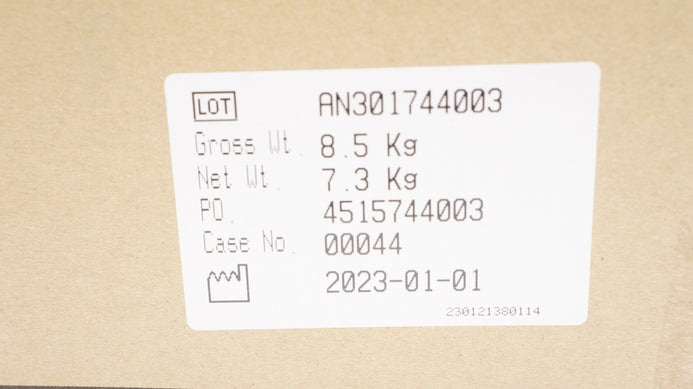 LOT AN301744003
Gross Wt. 8.5 Kg
Net Wt. 7.3 Kg
PO. 4515744003
Case No. 00044
2023-01-01
230121380114